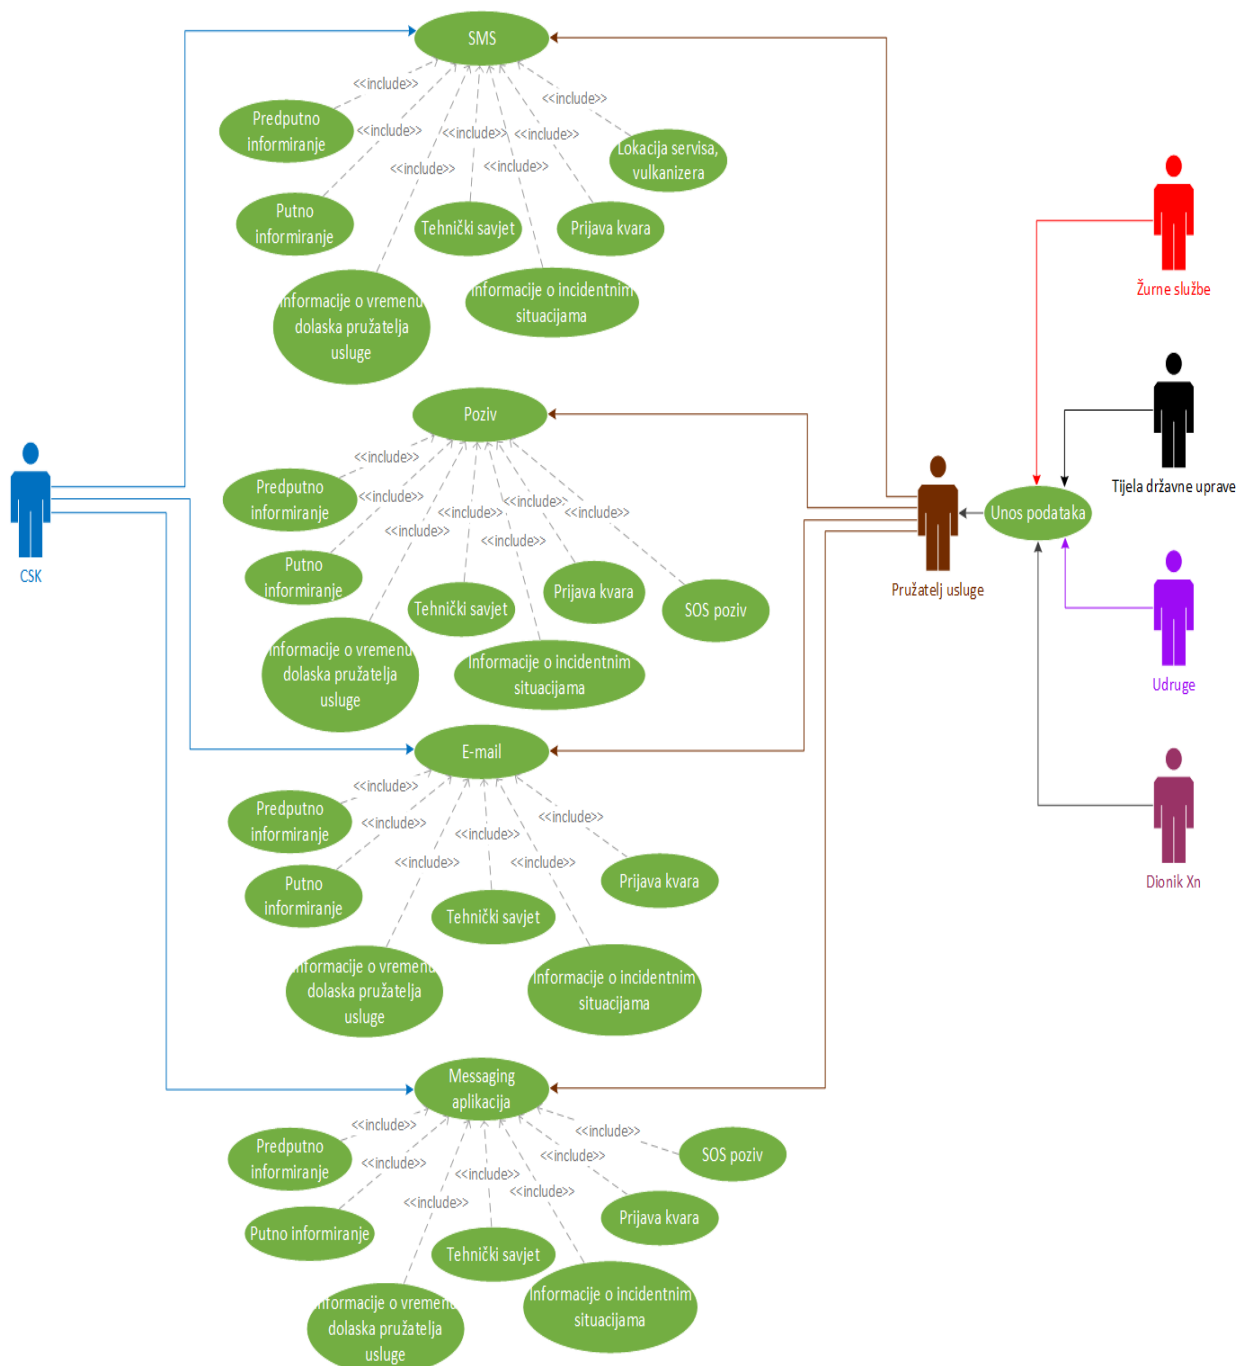 SMS
<<include>>
<<include>>
<<include>>
<<include>>
<<include>>
<<include>>
<<include>>
Predputno
informiranje
Lokacija servisa,
vulkanizera
Putno
informiranje
Tehnički savjet
Prijava kvara
Informacije o vremenu
dolaska pružatelja
usluge
Informacije o incidentnim
situacijama
Poziv
<<include>>
<<include>>
<<include>>
<<include>>
<<include>>
<<include>>
<<include>>
Predputno
informiranje
Putno
informiranje
Tehnički savjet
Prijava kvara
SOS poziv
Informacije o vremenu
dolaska pružatelja
usluge
Informacije o incidentnim
situacijama
E-mail
<<include>>
<<include>>
<<include>>
<<include>>
<<include>>
<<include>>
Predputno
informiranje
Putno
informiranje
Tehnički savjet
Prijava kvara
Informacije o vremenu
dolaska pružatelja
usluge
Informacije o incidentnim
situacijama
Messaging
aplikacija
<<include>>
<<include>>
<<include>>
<<include>>
<<include>>
<<include>>
<<include>>
Predputno
informiranje
SOS poziv
Putno informiranje
Tehnički savjet
Prijava kvara
Informacije o vremenu
dolaska pružatelja
usluge
Informacije o incidentnim
situacijama
CSK
Pružatelj usluge
Unos podataka
Žurne službe
Tijela državne uprave
Udruge
Dionik Xn